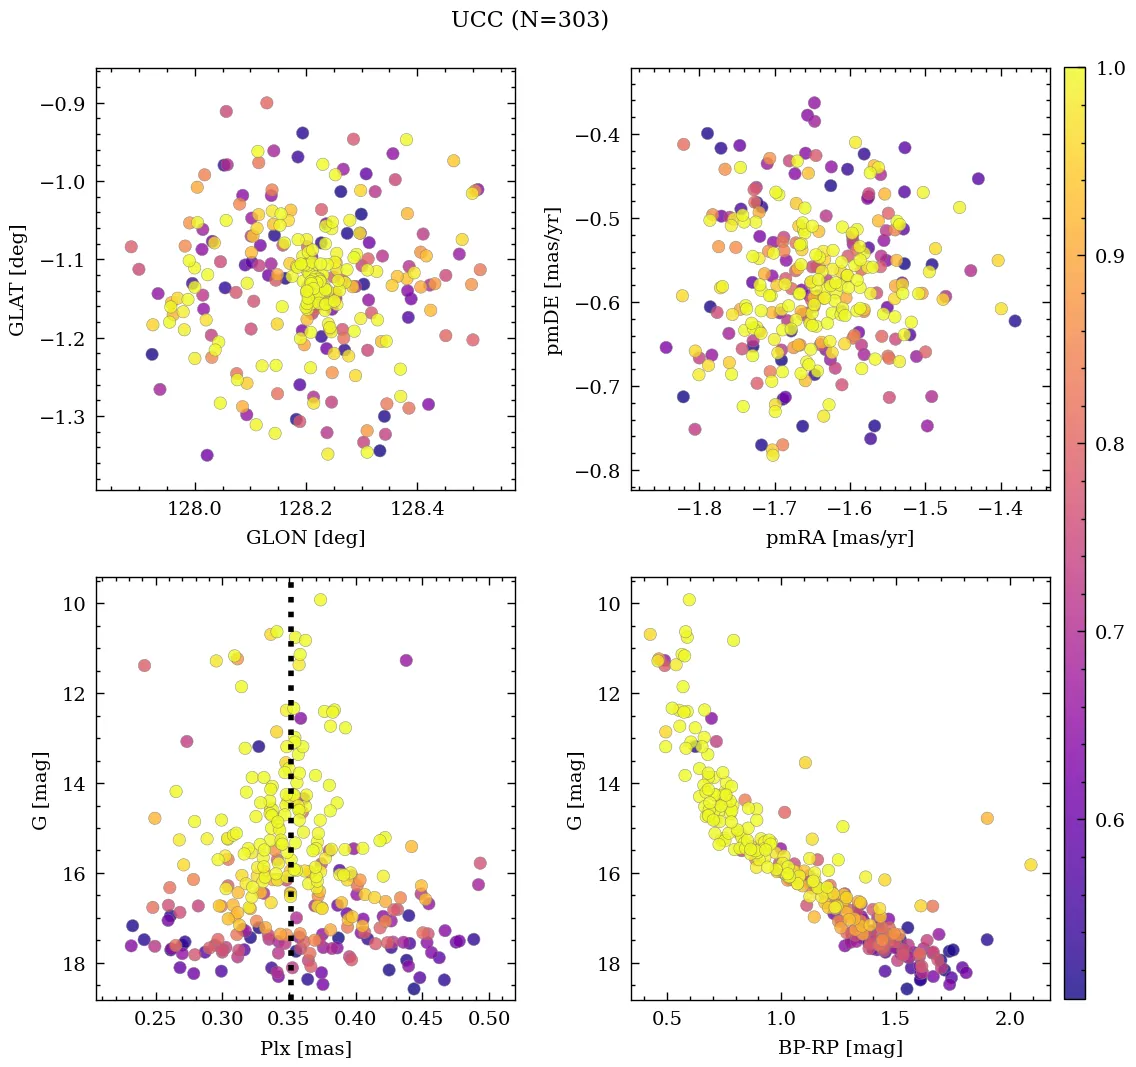 UCC (N=303)
−0.9
−1.0
−1.1
−1.2
−1.3
GLAT [deg]
128.0 128.2 128.4
GLON [deg]
−0.4
−0.5
−0.6
−0.7
−0.8
pmDE [mas/yr]
−1.8 −1.7 −1.6 −1.5 −1.4
pmRA [mas/yr]
10
12
14
16
18
G [mag]
0.25 0.30 0.35 0.40 0.45 0.50
Plx [mas]
10
12
14
16
18
G [mag]
0.5 1.0 1.5 2.0
BP-RP [mag]
1.0
0.9
0.8
0.7
0.6